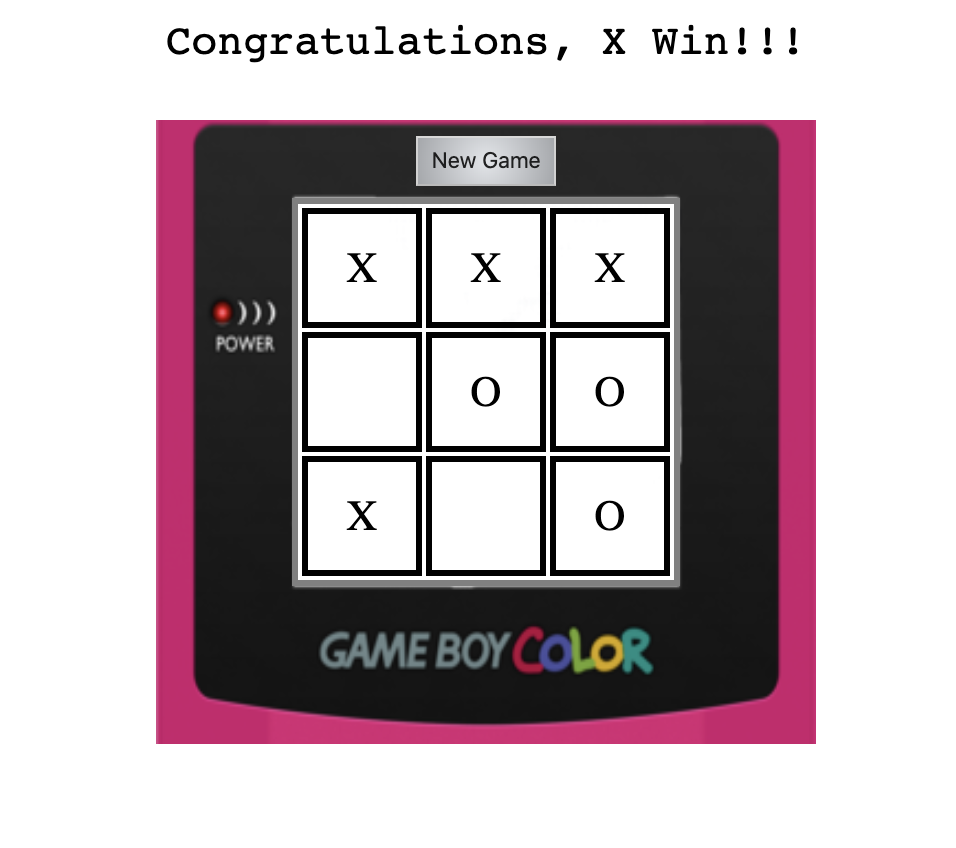 Congratulations, X Win!!!
New Game
X X X
POWER
O O
X O
GAME BOY COLOR